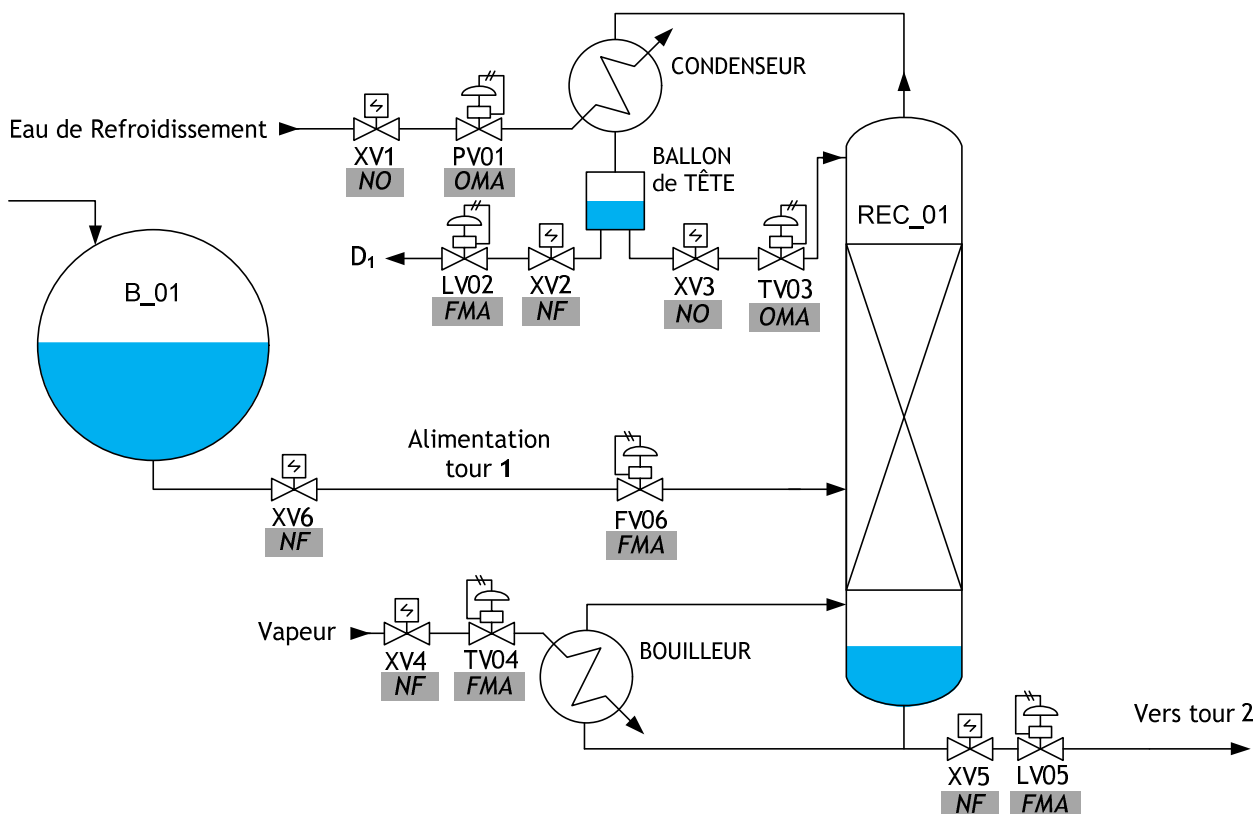 CONDENSEUR
Eau de Refroidissement
XV1
NO
PV01
OMA
BALLON
de TÊTE
REC_01
D₁
LV02
FMA
XV2
NF
XV3
NO
TV03
OMA
B_01
Alimentation
tour 1
XV6
NF
FV06
FMA
Vapeur
XV4
NF
TV04
FMA
BOUILLEUR
Vers tour 2
XV5
NF
LV05
FMA